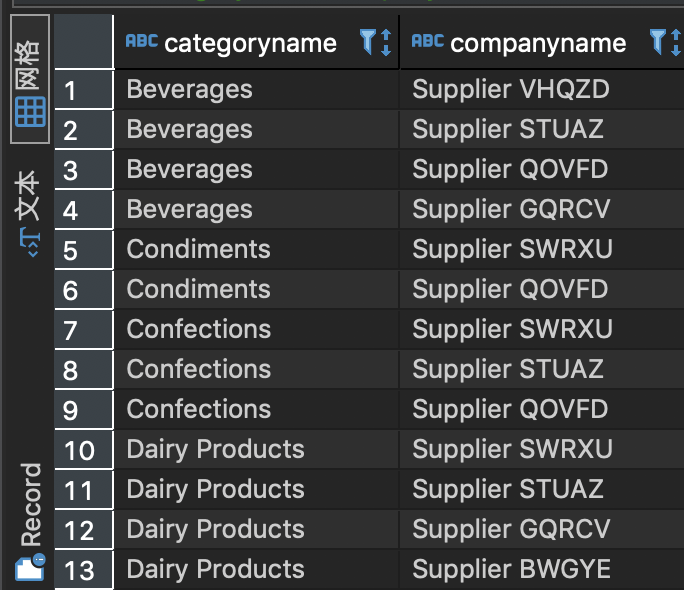 网格
文本
Record
ABC categoryname ABC companyname
1 Beverages Supplier VHQZD
2 Beverages Supplier STUAZ
3 Beverages Supplier QOVFD
4 Beverages Supplier GQRCV
5 Condiments Supplier SWRXU
6 Condiments Supplier QOVFD
7 Confections Supplier SWRXU
8 Confections Supplier STUAZ
9 Confections Supplier QOVFD
10 Dairy Products Supplier SWRXU
11 Dairy Products Supplier STUAZ
12 Dairy Products Supplier GQRCV
13 Dairy Products Supplier BWGYE